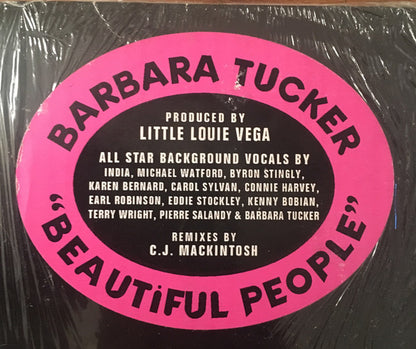 BARBARA TUCKER
PRODUCED BY
LITTLE LOUIE VEGA
ALL STAR BACKGROUND VOCALS BY
INDIA, MICHAEL WATFORD, BYRON STINGLY,
KAREN BERNARD, CAROL SYLVAN, CONNIE HARVEY,
EARL ROBINSON, EDDIE STOCKLEY, KENNY BOBIAN,
TERRY WRIGHT, PIERRE SALANDY & BARBARA TUCKER
REMIXES BY
C.J. MACKINTOSH
"BEAUTiFUL PEOPLE"